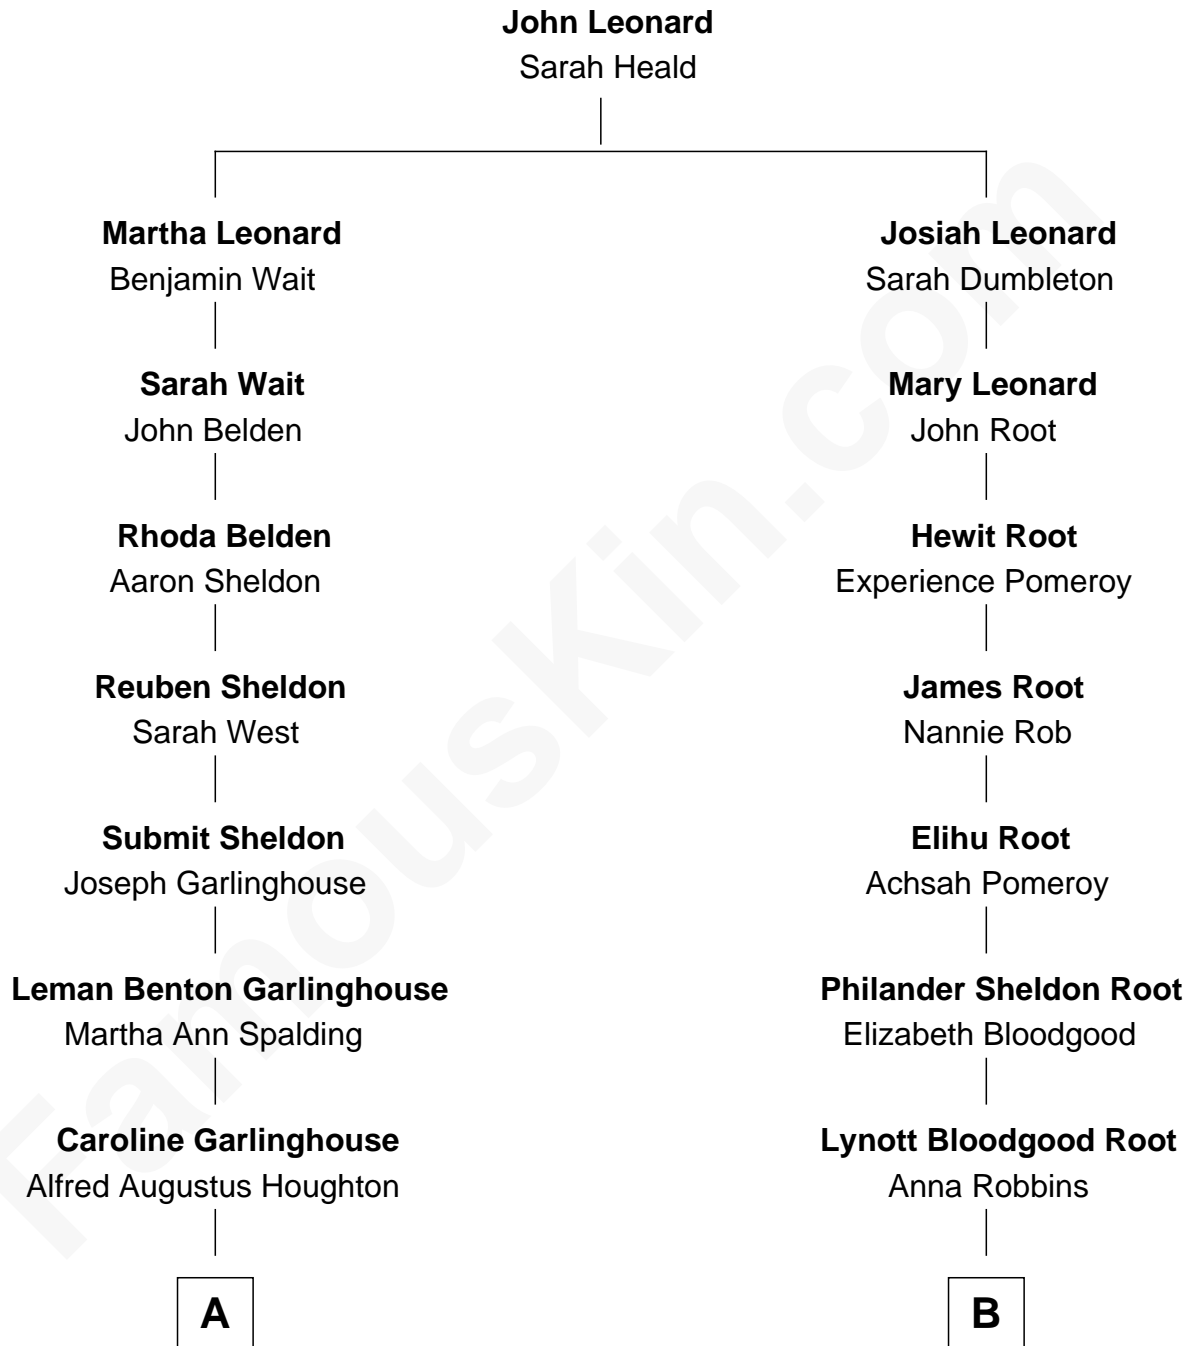 John Leonard
Sarah Heald
Martha Leonard
Benjamin Wait
Josiah Leonard
Sarah Dumbleton
Sarah Wait
John Belden
Mary Leonard
John Root
Rhoda Belden
Aaron Sheldon
Hewit Root
Experience Pomeroy
Reuben Sheldon
Sarah West
James Root
Nannie Rob
Submit Sheldon
Joseph Garlinghouse
Elihu Root
Achsah Pomeroy
Leman Benton Garlinghouse
Martha Ann Spalding
Philander Sheldon Root
Elizabeth Bloodgood
Caroline Garlinghouse
Alfred Augustus Houghton
Lynott Bloodgood Root
Anna Robbins
A
B
FamousKin.com